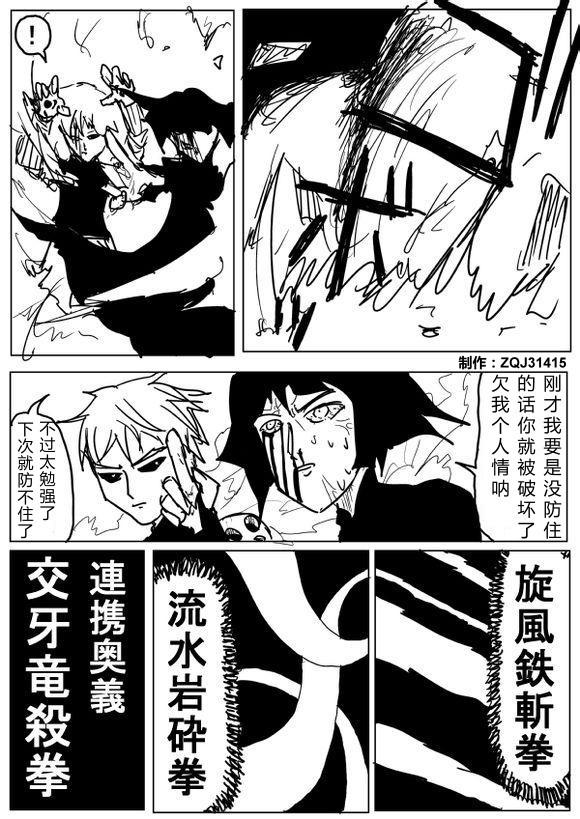 !
制作：ZQJ31415
刚才我要是没防住
的话你就被破坏了
欠我个人情呐
不过太勉强了
下次就防不住了
旋風鉄斬拳
流水岩砕拳
連携奥義
交牙竜殺拳